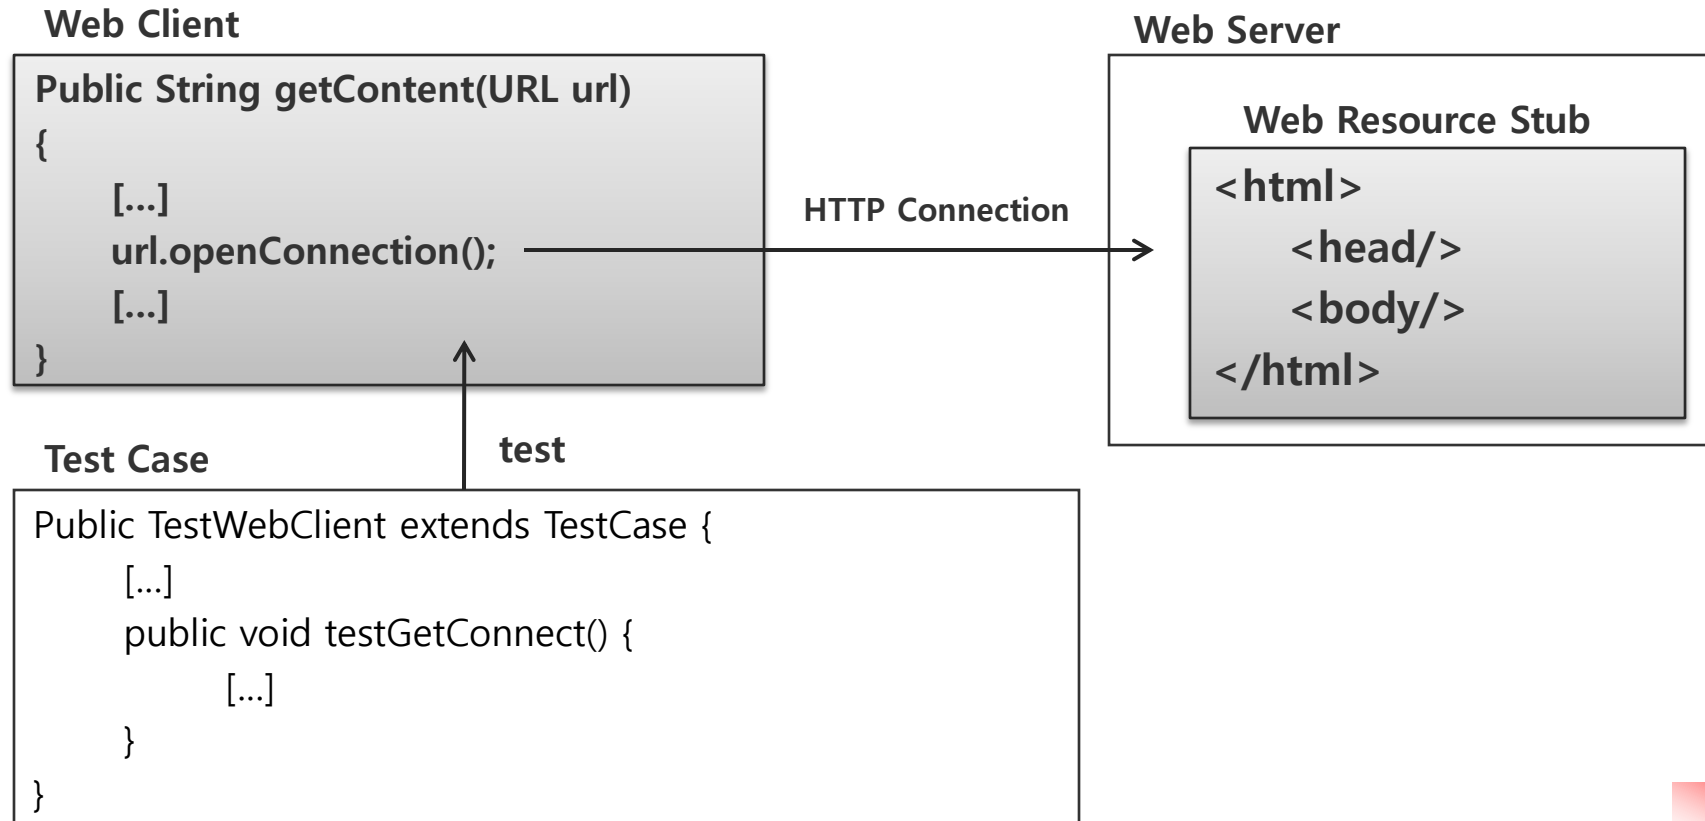 Web Client
Public String getContent(URL url)
{
[...]
url.openConnection();
[...]
}
HTTP Connection
Web Server
Web Resource Stub
<html>
<head/>
<body/>
</html>
test
Test Case
Public TestWebClient extends TestCase {
[...]
public void testGetConnect() {
[...]
}
}